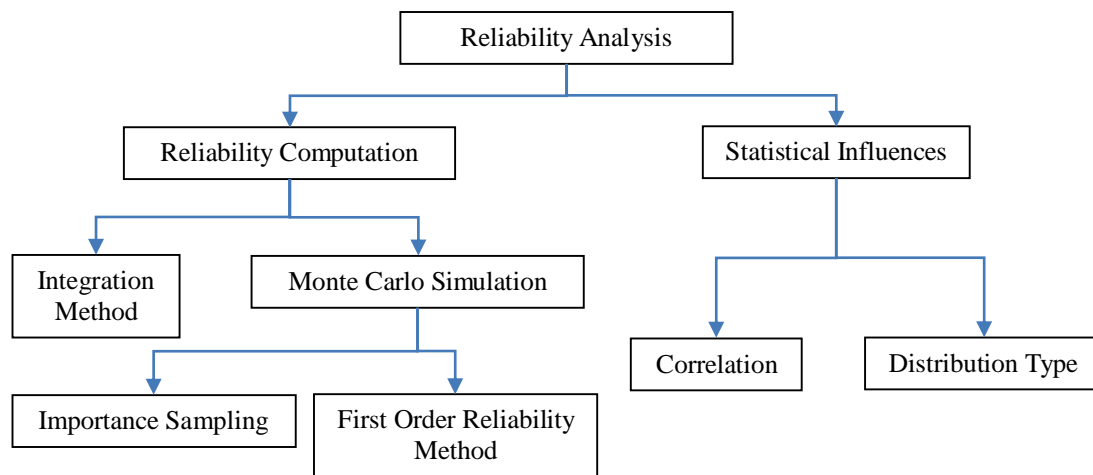 Reliability Analysis
Reliability Computation
Statistical Influences
Integration
Method
Monte Carlo Simulation
Correlation
Distribution Type
Importance Sampling
First Order Reliability
Method